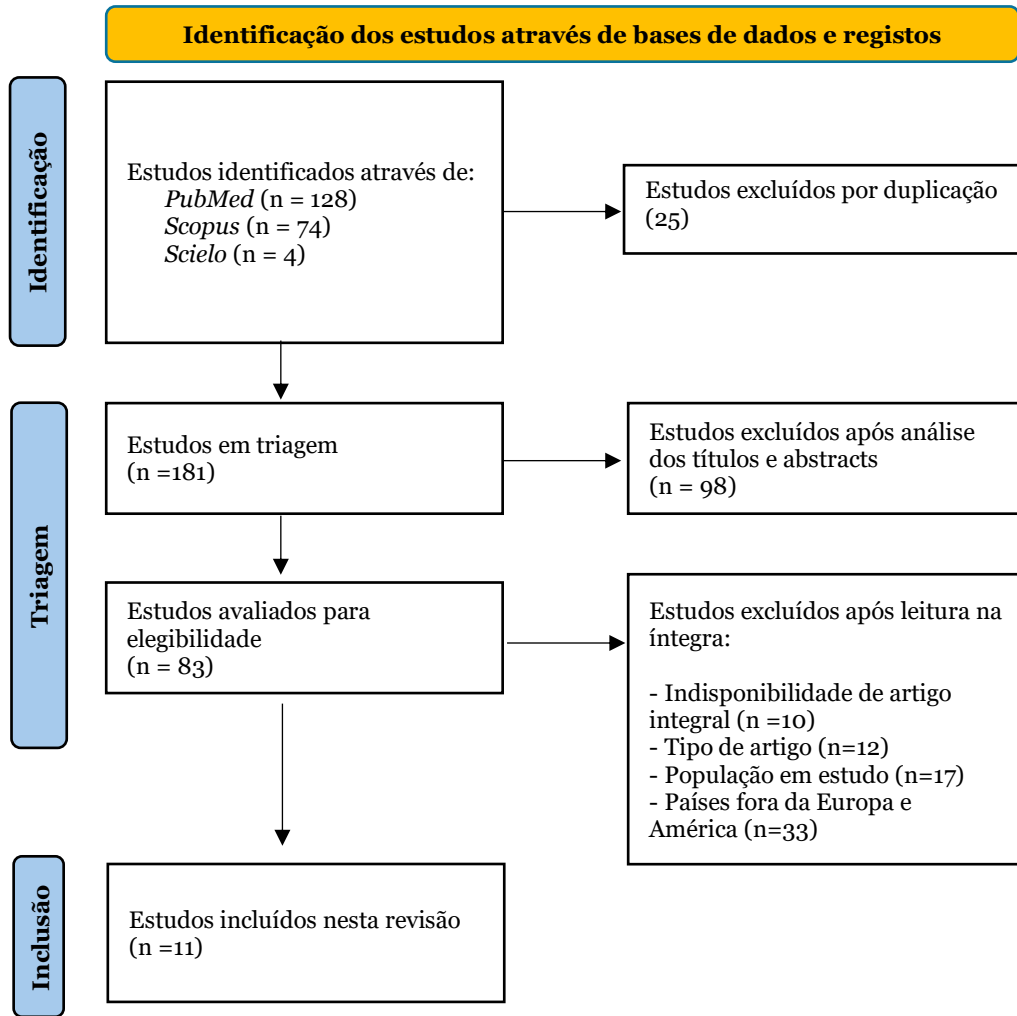 Identificação dos estudos através de bases de dados e registos
Identificação
Estudos identificados através de:
PubMed (n = 128)
Scopus (n = 74)
Scielo (n = 4)
Estudos excluídos por duplicação
(25)
Triagem
Estudos em triagem
(n =181)
Estudos excluídos após análise
dos títulos e abstracts
(n = 98)
Estudos avaliados para
elegibilidade
(n = 83)
Estudos excluídos após leitura na
íntegra:
- Indisponibilidade de artigo
integral (n =10)
- Tipo de artigo (n=12)
- População em estudo (n=17)
- Países fora da Europa e
América (n=33)
Inclusão
Estudos incluídos nesta revisão
(n =11)